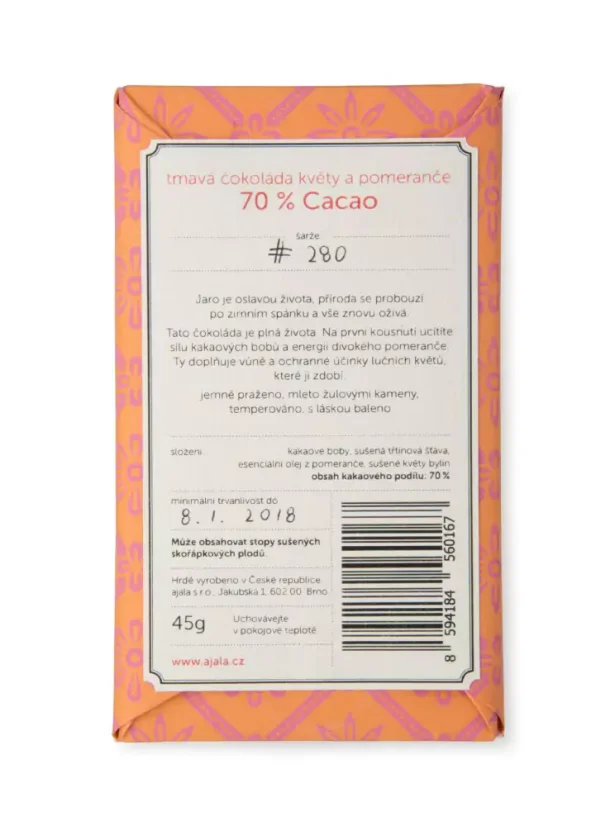 tmavá čokoláda květy a pomeranče
70 % Cacao
šarže
# 280
Jaro je oslavou života, příroda se probouzí
po zimním spánku a vše znovu ožívá.
Tato čokoláda je plná života. Na první kousnutí ucítíte
sílu kakaových bobů a energii divokého pomeranče.
Ty doplňuje vůně a ochranné účinky lučních květů,
které ji zdobí.
jemně praženo, mleto žulovými kameny,
temperováno, s láskou baleno
složení
kakaové boby, sušená třtinová šťáva,
esenciální olej z pomeranče, sušené květy bylin
obsah kakaového podílu: 70 %
minimální trvanlivost do
8. 1. 2018
Může obsahovat stopy sušených
skořápkových plodů.
Hrdě vyrobeno v České republice
ajala s.r.o., Jakubská 1, 602 00 Brno
45g
Uchovávejte
v pokojové teplotě
www.ajala.cz
8 594184 560167